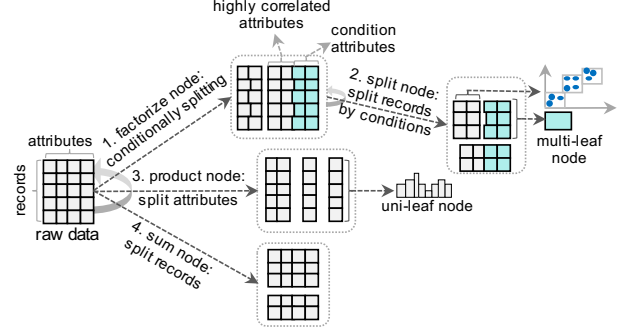 highly correlated
attributes
condition
attributes
1. factorize node:
conditionally splitting
2. split node:
split records
by conditions
multi-leaf
node
attributes
records
raw data
3. product node:
split attributes
uni-leaf node
4. sum node:
split records